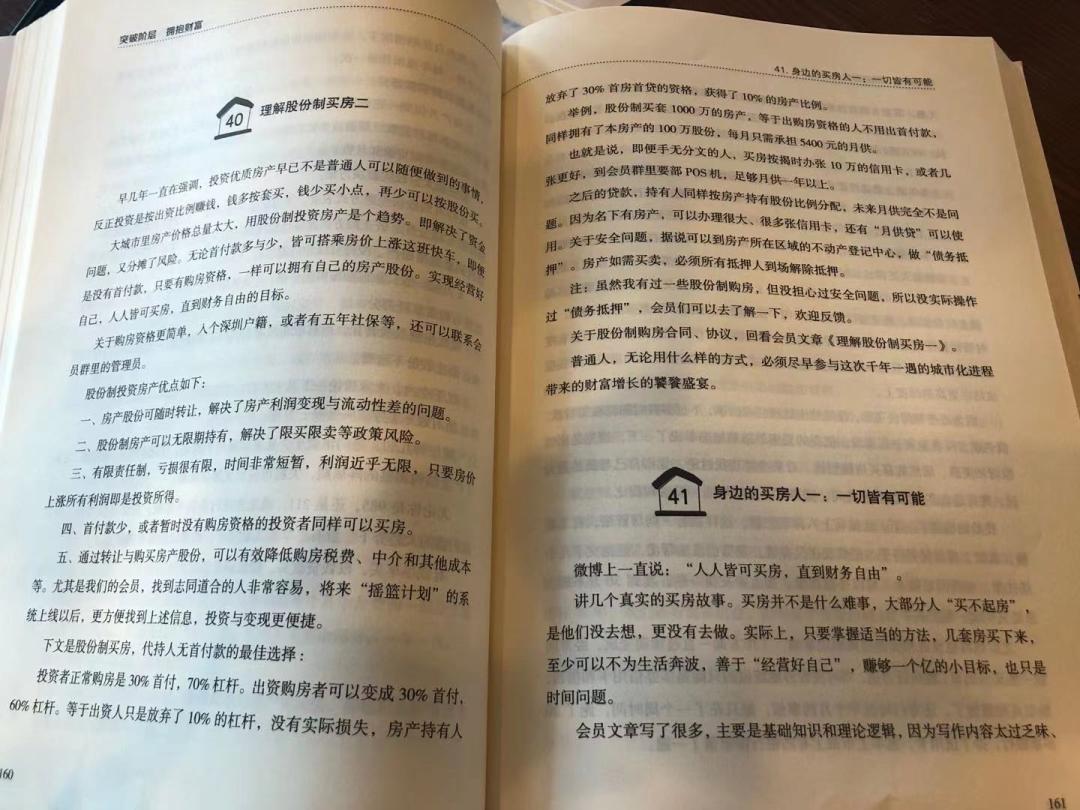 突破阶层 拥抱财富
40 理解股份制买房二
早几年一直在强调，投资优质房产早已不是普通人可以随便做到的事情，
反正投资是按出资比例赚钱，钱多按套买，钱少买小点，再少可以按股份买。
大城市里房产价格总量太大，用股份制投资房产是个趋势。即解决了资金
问题，又分摊了风险。无论首付款多与少，皆可搭乘房价上涨这班快车，即便
是没有首付款，只要有购房资格，一样可以拥有自己的房产股份。实现经营好
自己，人人皆可买房，直到财务自由的目标。
关于购房资格更简单，入个深圳户籍，或者有五年社保等，还可以联系会
员群里的管理员。
股份制投资房产优点如下：
一、房产股份可随时转让，解决了房产利润变现与流动性差的问题。
二、股份制房产可以无限期持有，解决了限买限卖等政策风险。
三、有限责任制，亏损很有限，时间非常短暂，利润近乎无限，只要房价
上涨所有利润即是投资所得。
四、首付款少，或者暂时没有购房资格的投资者同样可以买房。
五、通过转让与购买房产股份，可以有效降低购房税费、中介和其他成本
等。尤其是我们的会员，找到志同道合的人非常容易，将来“摇篮计划”的系
统上线以后，更方便找到上述信息，投资与变现更便捷。
下文是股份制买房，代持人无首付款的最佳选择：
投资者正常购房是30%首付，70%杠杆。出资购房者可以变成30%首付，
60%杠杆。等于出资人只是放弃了10%的杠杆，没有实际损失，房产持有人
160
41. 身边的买房人一：一切皆有可能
放弃了30%首房首贷的资格，获得了10%的房产比例。
举例，股份制买套1000万的房产，等于出购房资格的人不用出首付款，
同样拥有了本房产的100万股份，每月只需承担5400元的月供。
也就是说，即便手无分文的人，买房按揭时办张10万的信用卡，或者几
张更好，到会员群里要部POS机，足够月供一年以上。
之后的贷款，持有人同样按房产持有股份比例分配，未来月供完全不是问
题。因为名下有房产，可以办理很大、很多张信用卡，还有“月供贷”可以使
用。关于安全问题，据说可以到房产所在区域的不动产登记中心，做“债务抵
押”。房产如需买卖，必须所有抵押人到场解除抵押。
注：虽然我有过一些股份制购房，但没担心过安全问题，所以没实际操作
过“债务抵押”，会员们可以去了解一下，欢迎反馈。
关于股份制购房合同、协议，回看会员文章《理解股份制买房一》。
普通人，无论用什么样的方式，必须尽早参与这次千年一遇的城市化进程
带来的财富增长的饕餮盛宴。
41 身边的买房人一：一切皆有可能
微博上一直说：“人人皆可买房，直到财务自由”。
讲几个真实的买房故事。买房并不是什么难事，大部分人“买不起房”，
是他们没去想，更没有去做。实际上，只要掌握适当的方法，几套房买下来，
至少可以不为生活奔波，善于“经营好自己”，赚够一个亿的小目标，也只是
时间问题。
会员文章写了很多，主要是基础知识和理论逻辑，因为写作内容太过乏味、
161